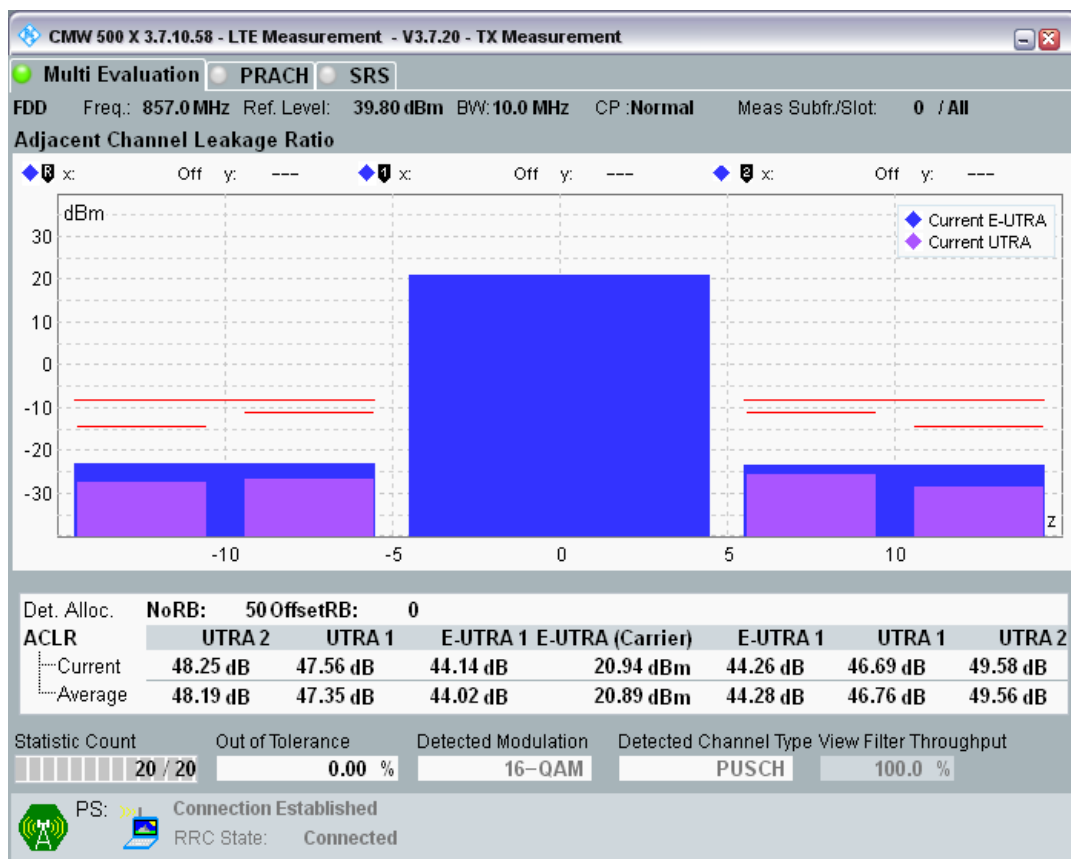 CMW 500 X 3.7.10.58 - LTE Measurement - V3.7.20 - TX Measurement
Multi Evaluation PRACH SRS
FDD Freq.: 857.0 MHz Ref. Level: 39.80 dBm BW: 10.0 MHz CP :Normal Meas Subfr./Slot: 0 / All
Adjacent Channel Leakage Ratio
R x: Off y: --- 1 x: Off y: --- 2 x: Off y: ---
dBm
Current E-UTRA
Current UTRA
30
20
10
0
-10
-20
-30
z
-10 -5 0 5 10
Det. Alloc. NoRB: 50 OffsetRB: 0
ACLR UTRA 2 UTRA 1 E-UTRA 1 E-UTRA (Carrier) E-UTRA 1 UTRA 1 UTRA 2
Current 48.25 dB 47.56 dB 44.14 dB 20.94 dBm 44.26 dB 46.69 dB 49.58 dB
Average 48.19 dB 47.35 dB 44.02 dB 20.89 dBm 44.28 dB 46.76 dB 49.56 dB
Statistic Count Out of Tolerance Detected Modulation Detected Channel Type View Filter Throughput
20 / 20 0.00 % 16-QAM PUSCH 100.0 %
PS: Connection Established
RRC State: Connected